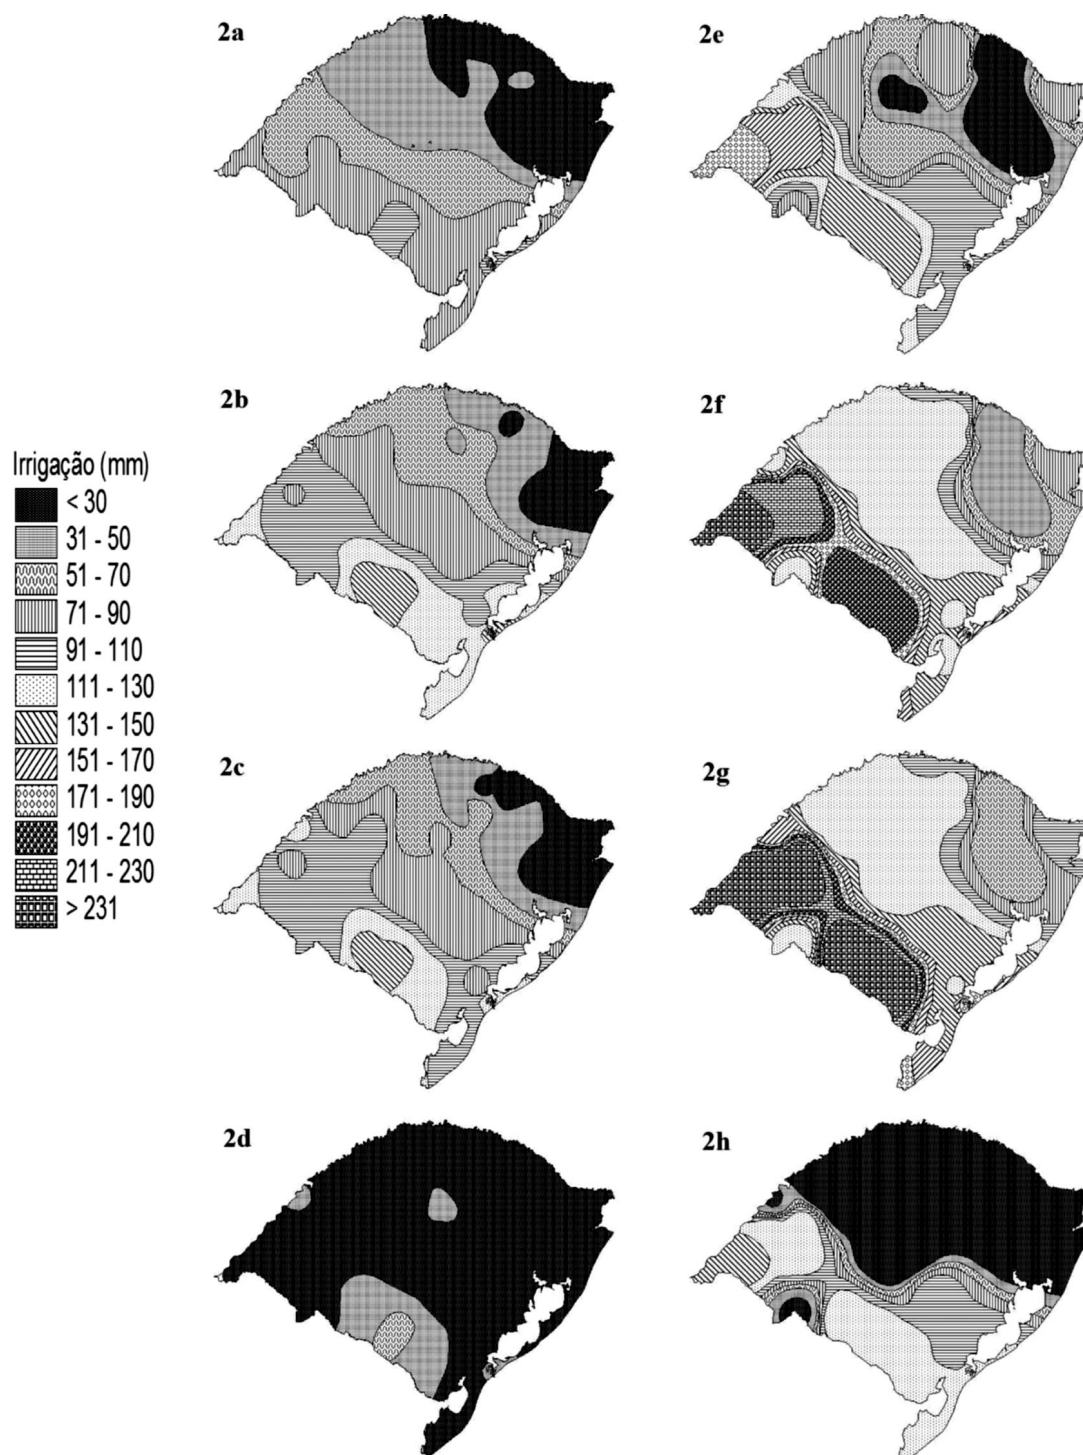 2a
2e
2b
2f
Irrigação (mm)
< 30
31 - 50
51 - 70
71 - 90
91 - 110
111 - 130
131 - 150
151 - 170
171 - 190
191 - 210
211 - 230
> 231
2c
2g
2d
2h